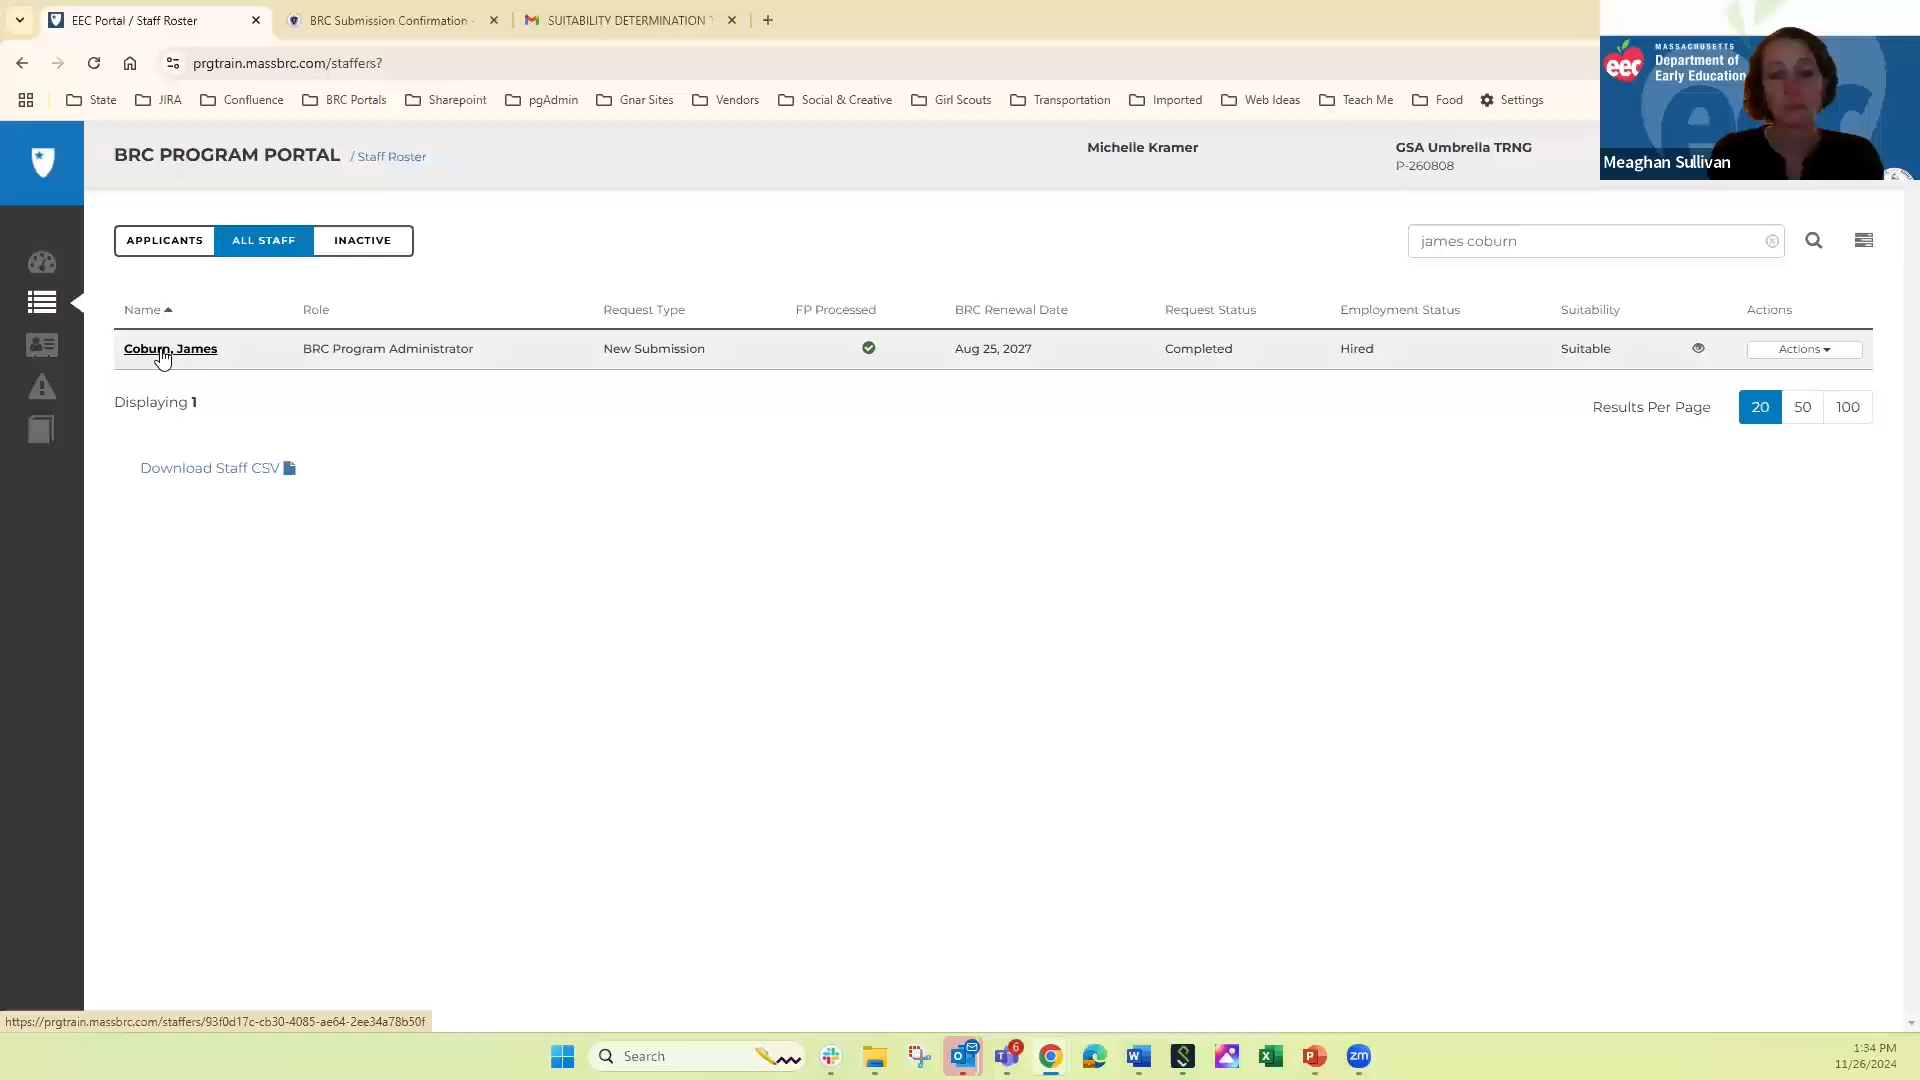 EEC Portal / Staff Roster
BRC Submission Confirmation
SUITABILITY DETERMINATION
prgtrain.massbrc.com/staffers?
State
JIRA
Confluence
BRC Portals
Sharepoint
pgAdmin
Gnar Sites
Vendors
Social & Creative
Girl Scouts
Transportation
Imported
Web Ideas
Teach Me
Food
Settings
eec
MASSACHUSETTS
Department of
Early Education
Meaghan Sullivan
BRC PROGRAM PORTAL / Staff Roster
Michelle Kramer
GSA Umbrella TRNG
P-260808
APPLICANTS ALL STAFF INACTIVE
james coburn
Name Role Request Type FP Processed BRC Renewal Date Request Status Employment Status Suitability Actions
Coburn, James BRC Program Administrator New Submission Aug 25, 2027 Completed Hired Suitable Actions
Displaying 1
Results Per Page 20 50 100
Download Staff CSV
https://prgtrain.massbrc.com/staffers/93f0d17c-cb30-4085-ae64-2ee34a78b50f
Search
6
zm
1:34 PM
11/26/2024